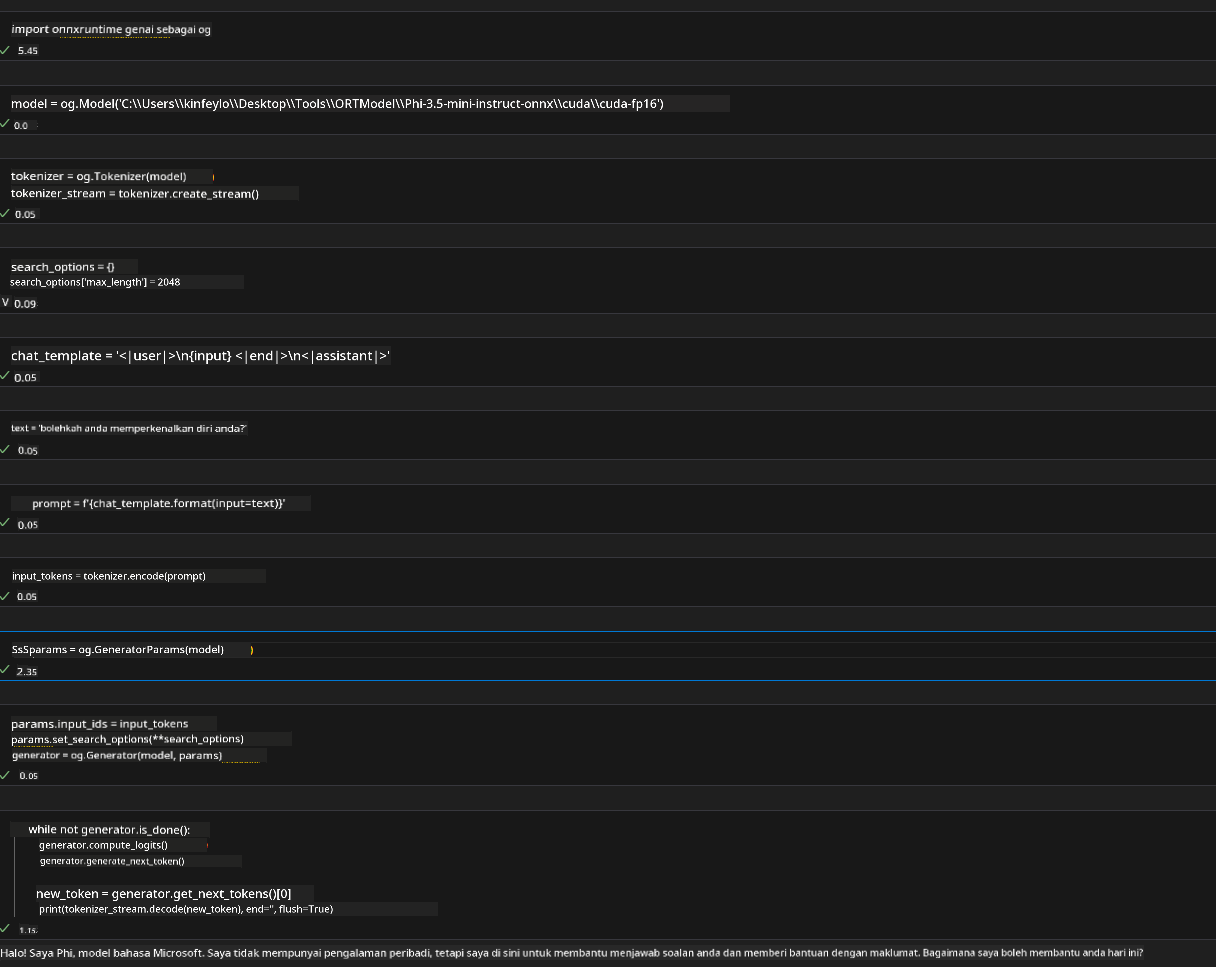 import onnxruntime genai sebagai og
5.45
model = og.Model('C:\\Users\\kinfeylo\\Desktop\\Tools\\ORTModel\\Phi-3.5-mini-instruct-onnx\\cuda\\cuda-fp16')
0.0
tokenizer = og.Tokenizer(model) )
tokenizer_stream = tokenizer.create_stream()
0.05
search_options = {}
search_options['max_length'] = 2048
V 0.09
chat_template = '<|user|>\n{input} <|end|>\n<|assistant|>'
0.05
text = 'bolehkah anda memperkenalkan diri anda?'
0.05
prompt = f'{chat_template.format(input=text)}'
0.05
input_tokens = tokenizer.encode(prompt)
0.05
SsSparams = og.GeneratorParams(model) )
2.35
params.input_ids = input_tokens
params.set_search_options(**search_options)
generator = og.Generator(model, params)
0.05
while not generator.is_done():
generator.compute_logits()
generator.generate_next_token()
new_token = generator.get_next_tokens()[0]
print(tokenizer_stream.decode(new_token), end='', flush=True)
1.1s
Halo! Saya Phi, model bahasa Microsoft. Saya tidak mempunyai pengalaman peribadi, tetapi saya di sini untuk membantu menjawab soalan anda dan memberi bantuan dengan maklumat. Bagaimana saya boleh membantu anda hari ini?